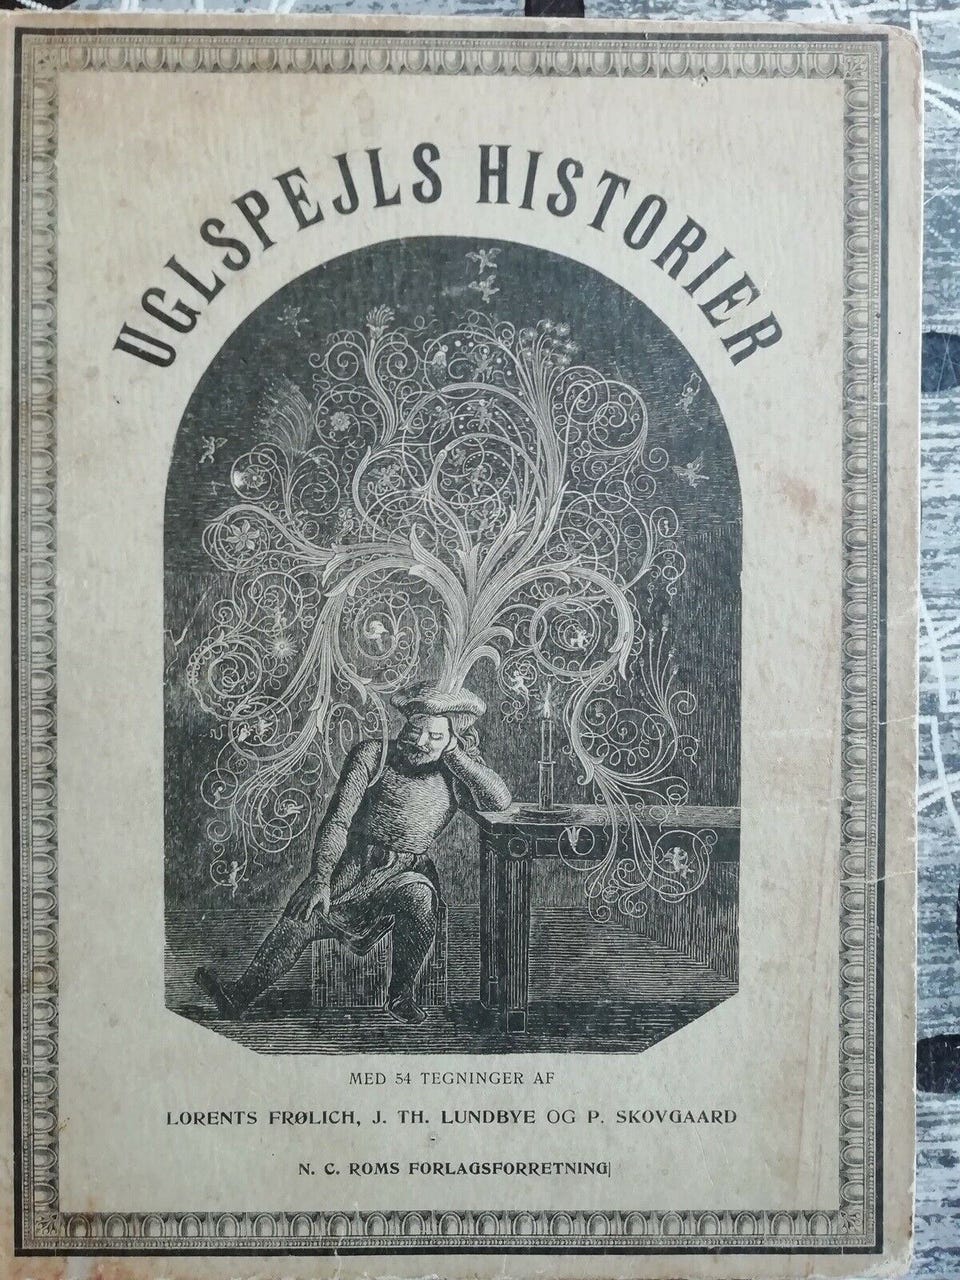 UGLSPEJLS HISTORIER
MED 54 TEGNINGER AF
LORENTS FRØLICH, J. TH. LUNDBYE OG P. SKOVGAARD
N. C. ROMS FORLAGSFORRETNING